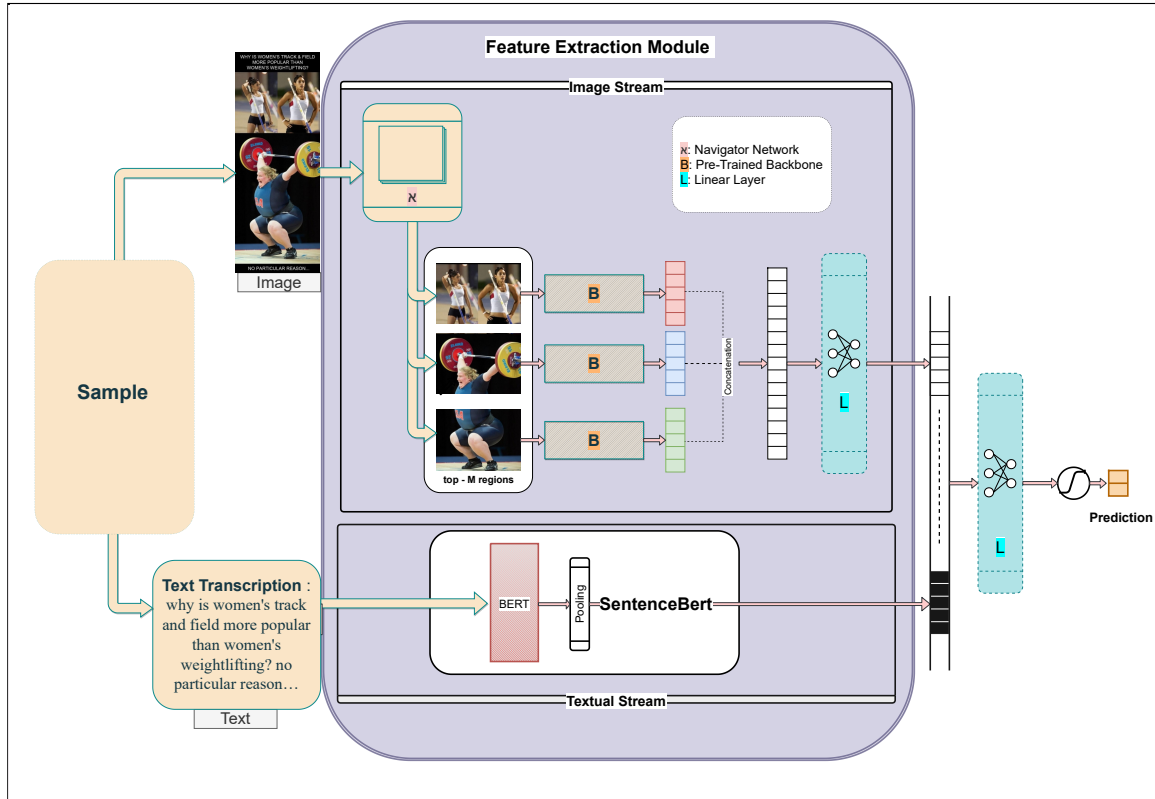 Feature Extraction Module
Image Stream
WHY IS WOMEN'S TRACK & FIELD
MORE POPULAR THAN
WOMEN'S WEIGHTLIFTING?
NO PARTICULAR REASON...
Image
א
א: Navigator Network
B: Pre-Trained Backbone
L: Linear Layer
B
B
B
top - M regions
Concatenation
L
Sample
L
Prediction
Text Transcription :
why is women's track
and field more popular
than women's
weightlifting? no
particular reason…
Text
BERT
Pooling
SentenceBert
Textual Stream